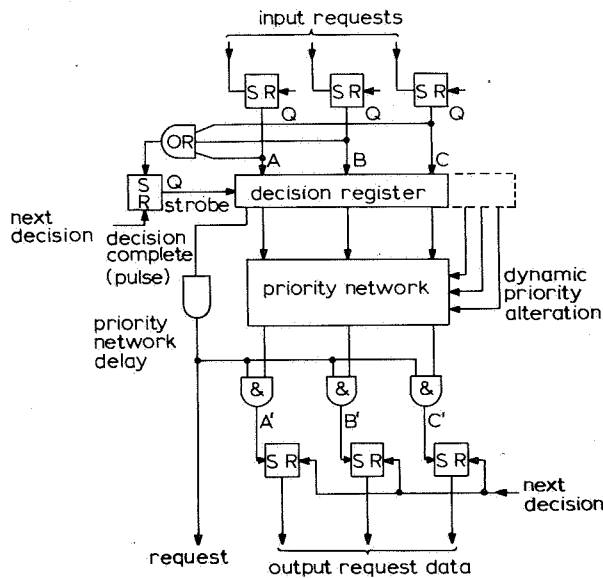 input requests
S R
S R
S R
Q
Q
Q
OR
A
B
C
S
R
Q
strobe
decision register
next
decision
decision
complete
(pulse)
priority network
dynamic
priority
alteration
priority
network
delay
&
&
&
A'
B'
C'
S R
S R
S R
next
decision
request
output request data